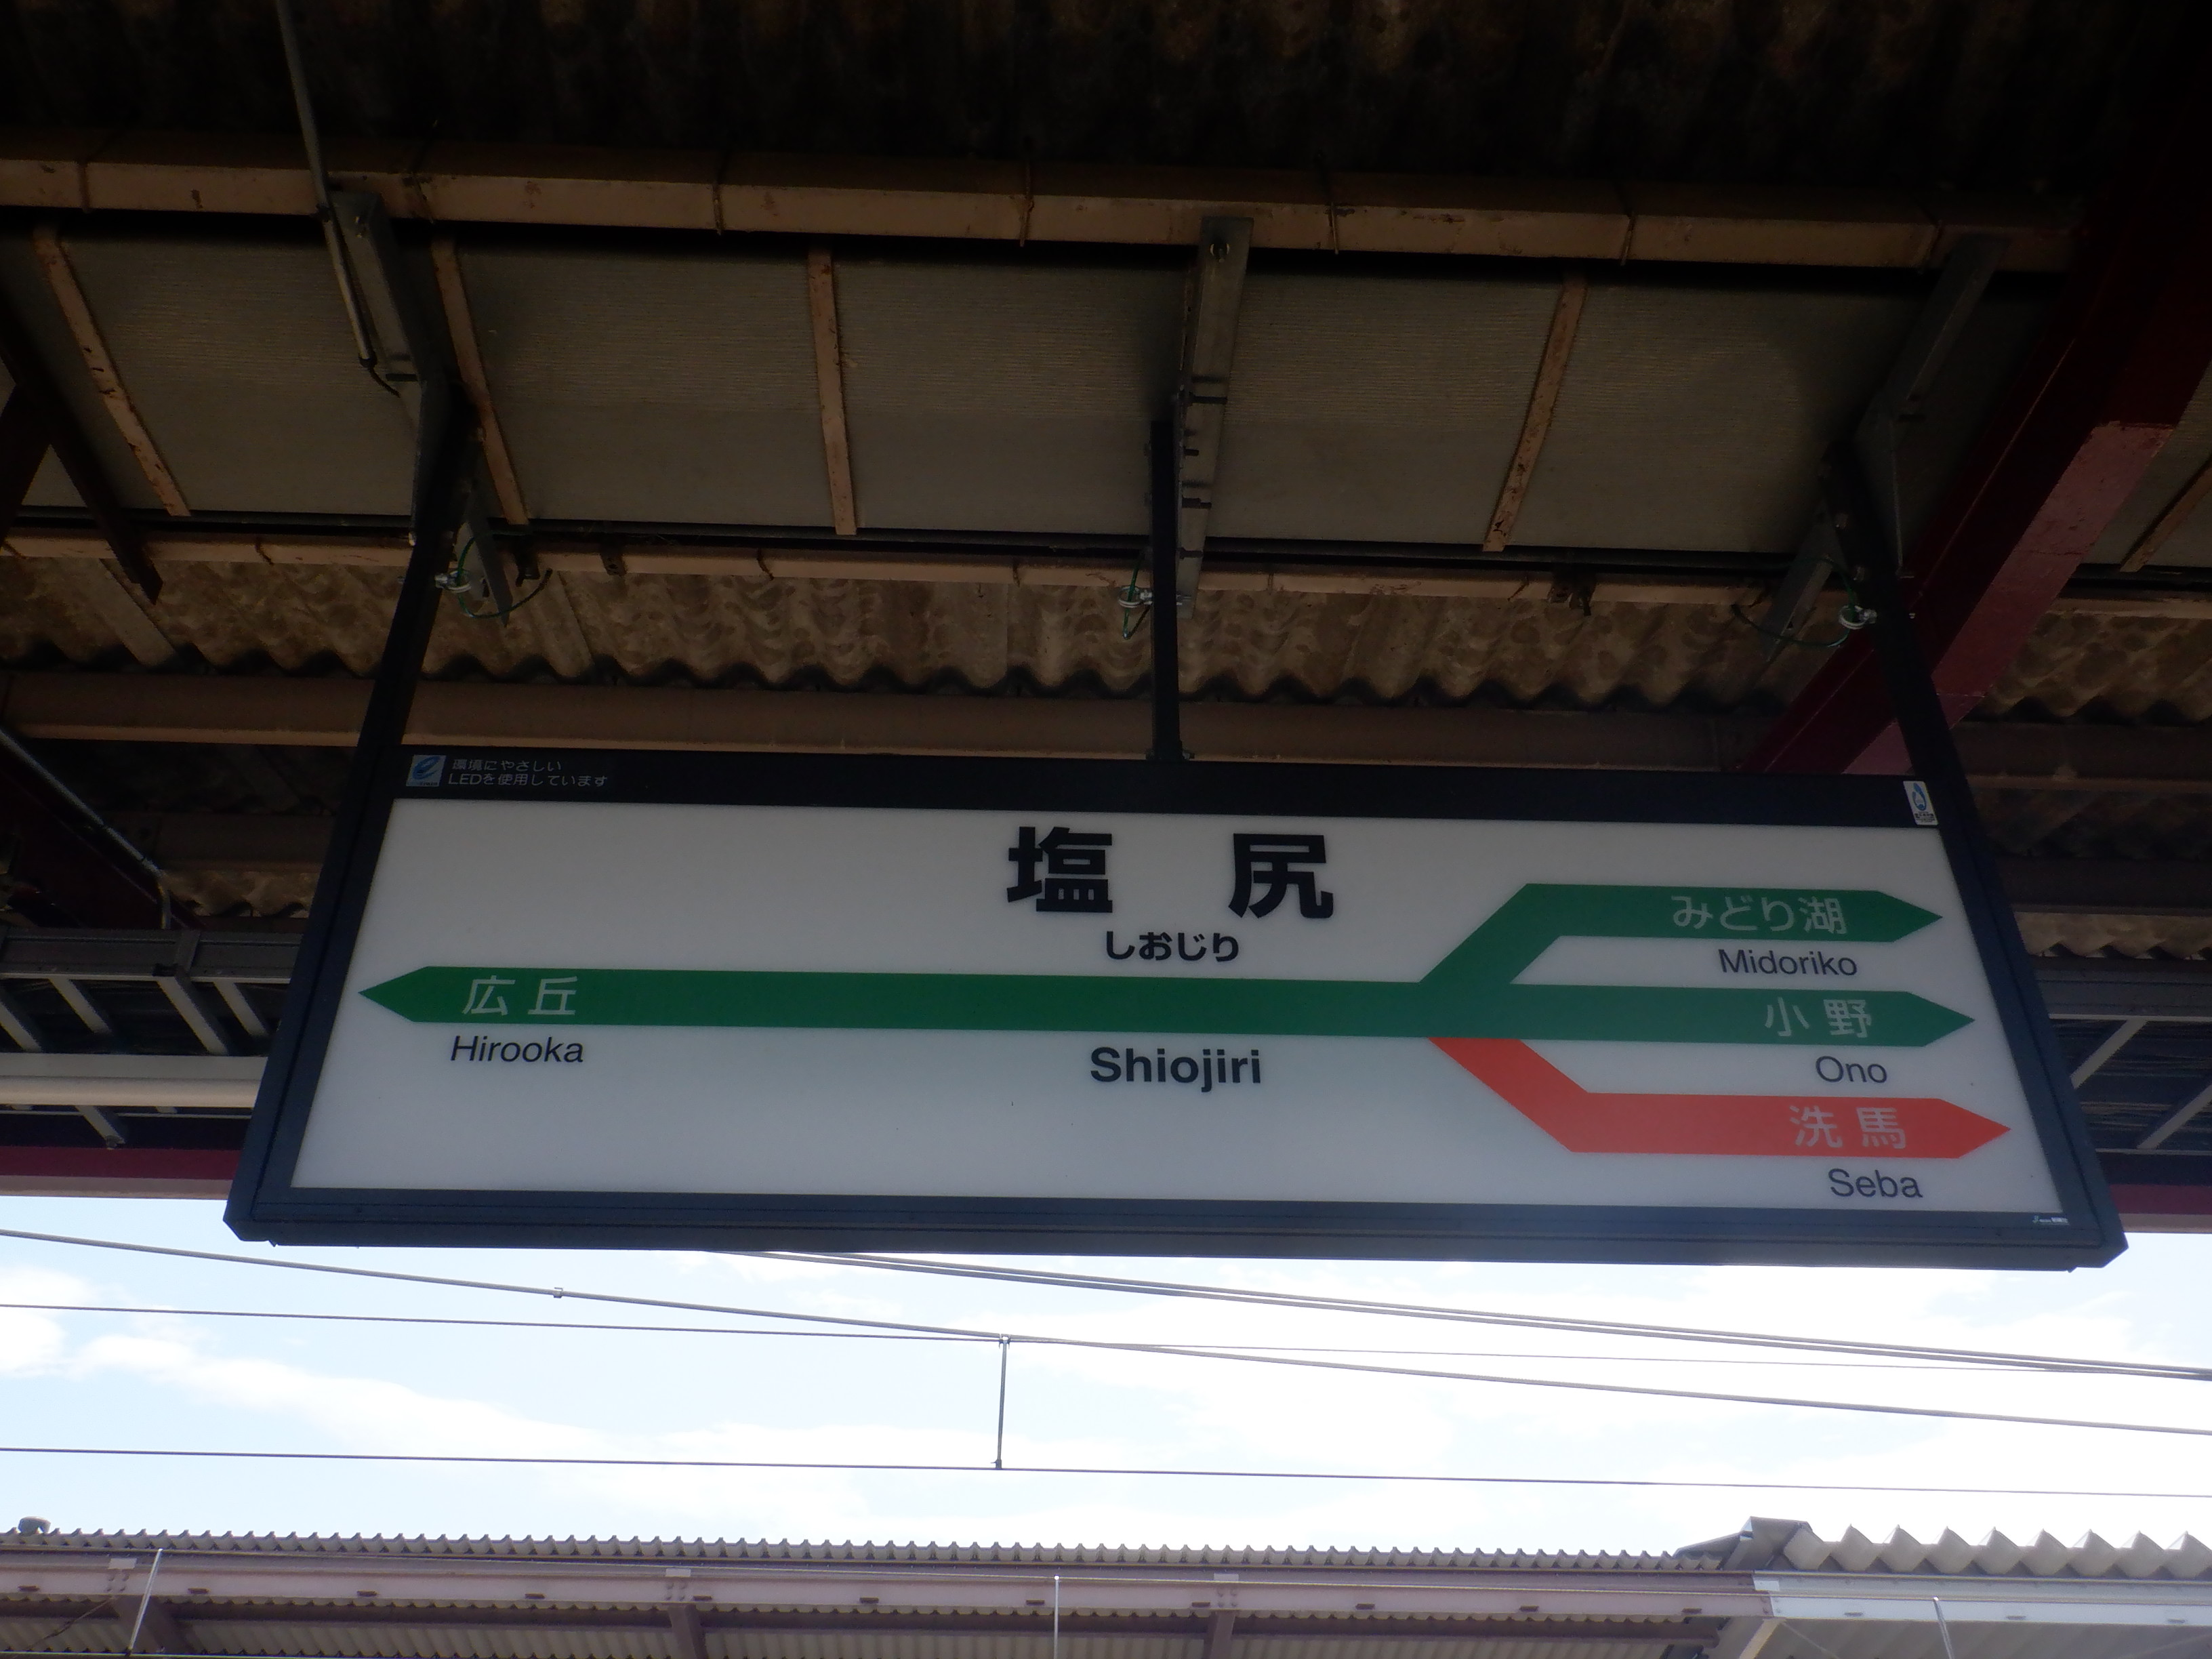 環境にやさしい
LEDを使用しています
塩 尻
しおじり
みどり湖
Midoriko
広 丘
小 野
Hirooka
Shiojiri
Ono
洗 馬
Seba